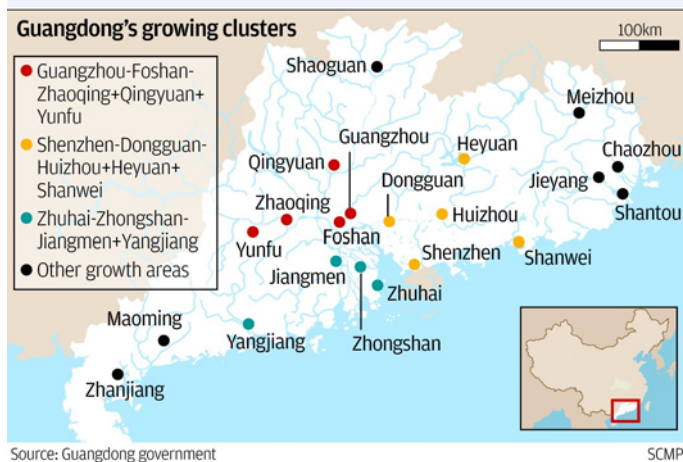 Guangdong's growing clusters
100km
Guangzhou-Foshan-
Zhaoqing+Qingyuan+
Yunfu
Shenzhen-Dongguan-
Huizhou+Heyuan+
Shanwei
Zhuhai-Zhongshan-
Jiangmen+Yangjiang
Other growth areas
Shaoguan
Meizhou
Guangzhou
Heyuan
Chaozhou
Qingyuan
Dongguan
Jieyang
Zhaoqing
Huizhou
Shantou
Yunfu
Foshan
Shenzhen
Shanwei
Jiangmen
Zhuhai
Maoming
Yangjiang
Zhongshan
Zhanjiang
Source: Guangdong government
SCMP